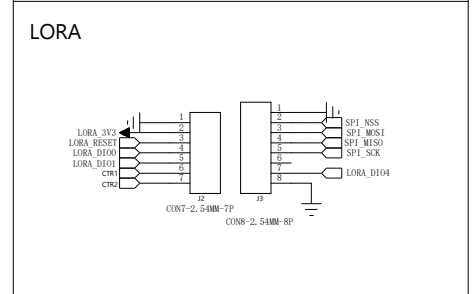 LORA
1
LORA_3V3 2
LORA_RESET 3
LORA_DIO0 4
LORA_DIO1 5
CTR1 6
CTR2 7
J2
CON7-2.54MM-7P
1
2 SPI_NSS
3 SPI_MOSI
4 SPI_MISO
5 SPI_SCK
6
7 LORA_DIO4
8
J3
CON8-2.54MM-8P